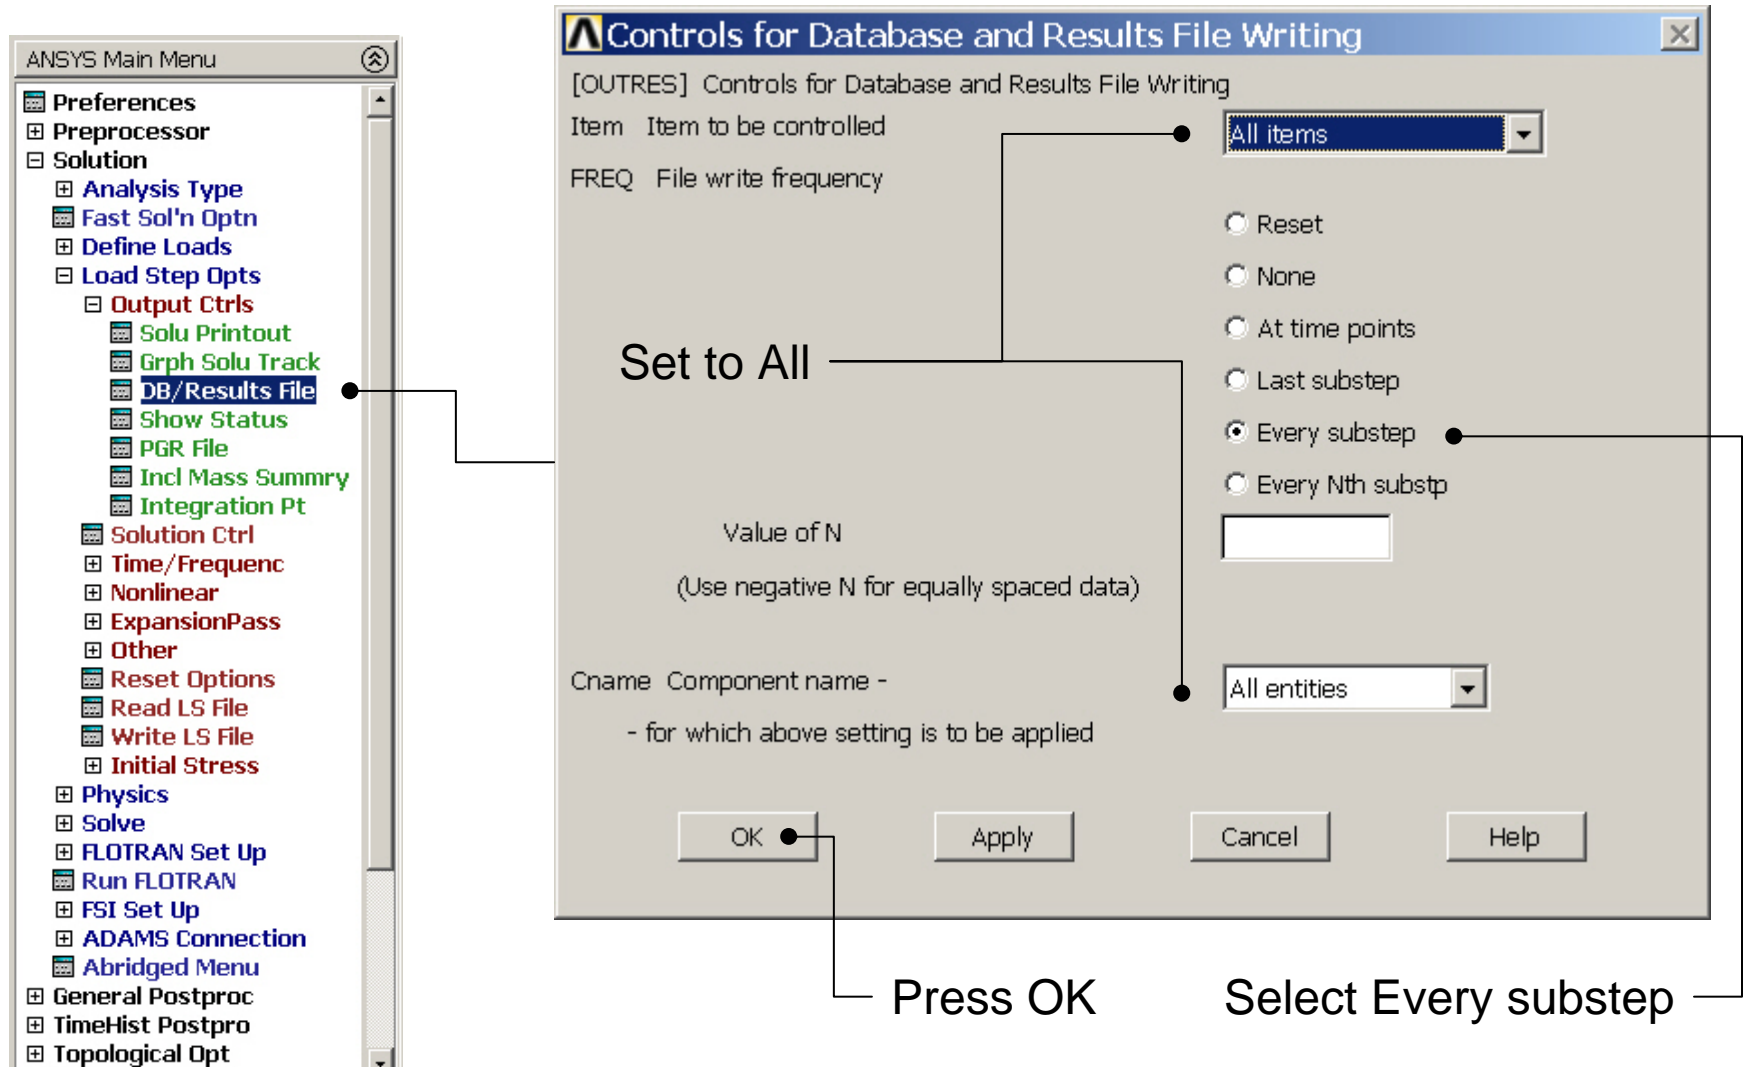 ANSYS Main Menu
Preferences
Preprocessor
Solution
Analysis Type
Fast Sol'n Optn
Define Loads
Load Step Opts
Output Ctrls
Solu Printout
Grph Solu Track
DB/Results File
Show Status
PGR File
Incl Mass Summry
Integration Pt
Solution Ctrl
Time/Frequenc
Nonlinear
ExpansionPass
Other
Reset Options
Read LS File
Write LS File
Initial Stress
Physics
Solve
FLOTRAN Set Up
Run FLOTRAN
FSI Set Up
ADAMS Connection
Abridged Menu
General Postproc
TimeHist Postpro
Topological Opt
Controls for Database and Results File Writing
[OUTRES] Controls for Database and Results File Writing
Item Item to be controlled
All items
FREQ File write frequency
Reset
None
At time points
Set to All
Last substep
Every substep
Every Nth substp
Value of N
(Use negative N for equally spaced data)
Cname Component name -
All entities
- for which above setting is to be applied
OK Apply Cancel Help
Press OK
Select Every substep